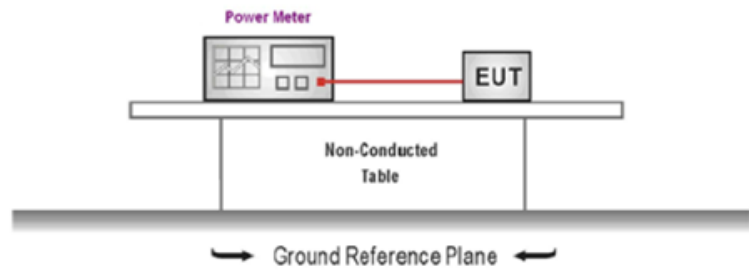 Power Meter
EUT
Non-Conducted
Table
Ground Reference Plane